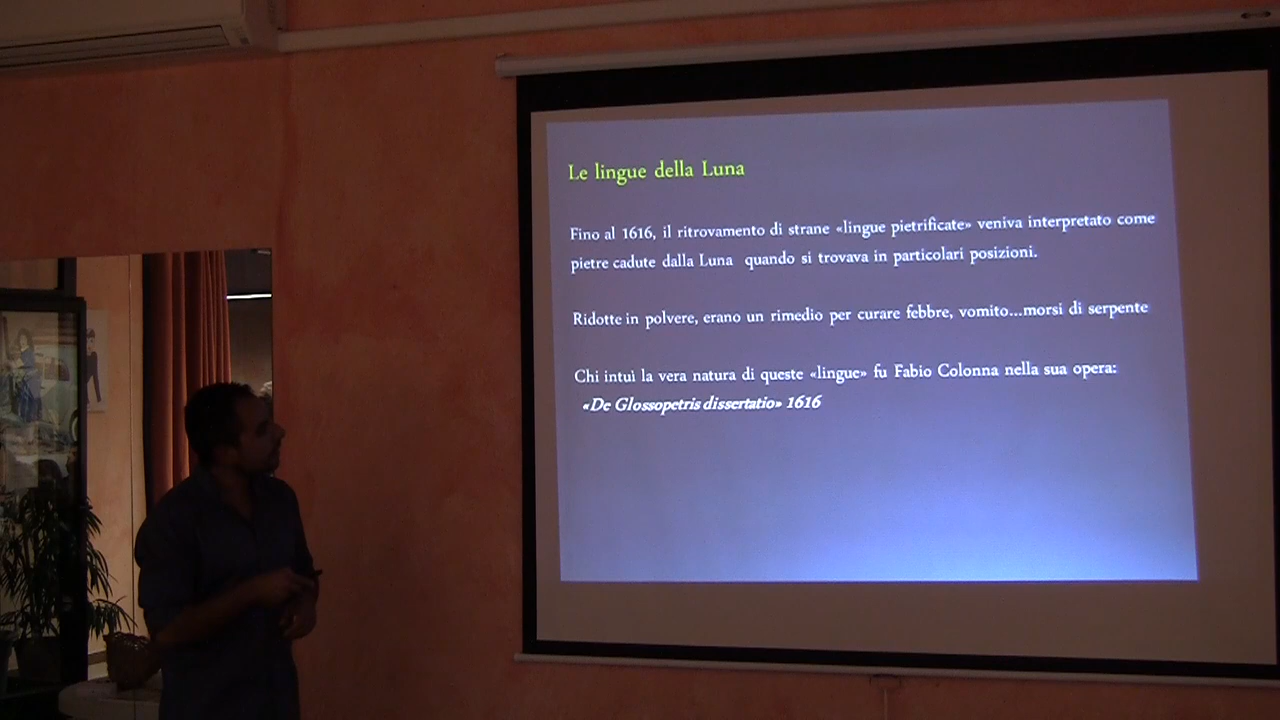 Le lingue della Luna
Fino al 1616, il ritrovamento di strane «lingue pietrificate» veniva interpretato come
pietre cadute dalla Luna quando si trovava in particolari posizioni.
Ridotte in polvere, erano un rimedio per curare febbre, vomito...morsi di serpente
Chi intuì la vera natura di queste «lingue» fu Fabio Colonna nella sua opera:
«De Glossopetris dissertatio» 1616